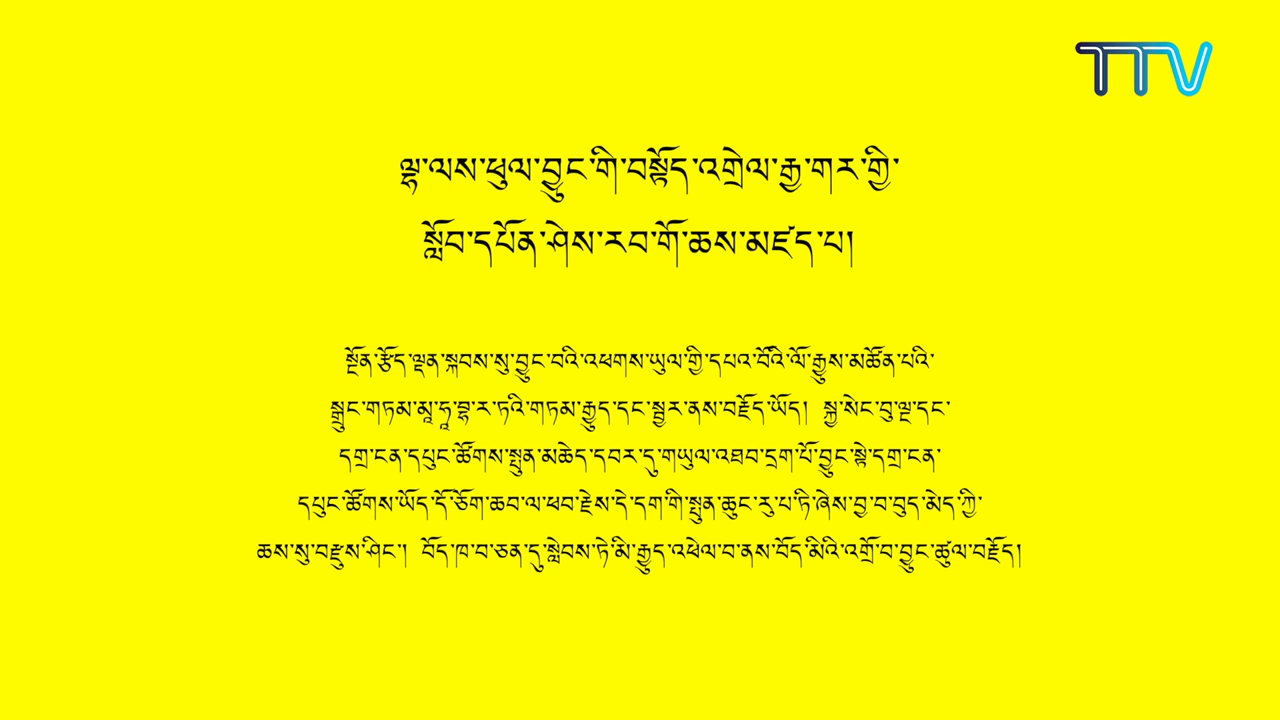 TTV
ལྷ་ལས་ཕུལ་བྱུང་གི་བསྟོད་འགྲེལ་རྒྱ་གར་གྱི་
སློབ་དཔོན་ཤེས་རབ་གོ་ཆས་མཛད་པ།
སྔོན་རྩོད་ལྡན་སྐབས་སུ་བྱུང་བའི་འཕགས་ཡུལ་གྱི་དཔའ་བོའི་ལོ་རྒྱུས་མཚོན་པའི་
སྒྲུང་གཏམ་མཱ་ཧཱ་བྷ་ར་ཏའི་གཏམ་རྒྱུད་དང་སྦྱར་ནས་བརྗོད་ཡོད། སྐྱ་སེང་བུ་ལྔ་དང་
དགྲ་ངན་དཔུང་ཚོགས་སྤུན་མཆེད་དབར་དུ་གཡུལ་འཐབ་དྲག་པོ་བྱུང་སྟེ་དགྲ་ངན་
དཔུང་ཚོགས་ཡོད་དོ་ཅོག་ཆབ་ལ་ཕབ་རྗེས་དེ་དག་གི་སྤུན་ཆུང་རུ་པ་ཏི་ཞེས་བྱ་བ་བུད་མེད་ཀྱི་
ཆས་སུ་བརྫུས་ཤིང་། བོད་ཁ་བ་ཅན་དུ་སླེབས་ཏེ་མི་རྒྱུད་འཕེལ་བ་ནས་བོད་མིའི་འགྲོ་བ་བྱུང་ཚུལ་བརྗོད།